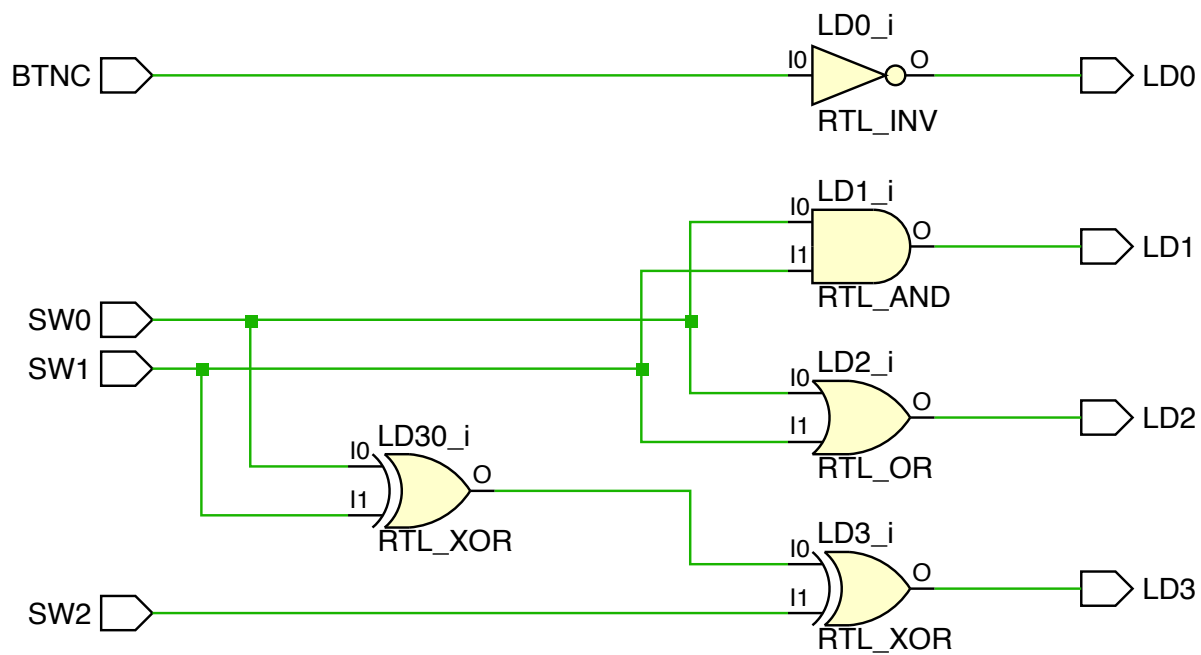 LD0_i
BTNC I0 O LD0
RTL_INV
LD1_i
I0
I1 O LD1
RTL_AND
SW0
SW1
LD2_i
I0
I1 O LD2
RTL_OR
LD30_i
I0
I1 O
RTL_XOR
LD3_i
I0
I1 O LD3
RTL_XOR
SW2